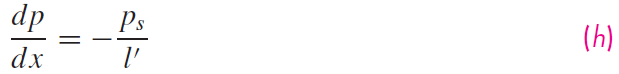 dp/dx = − p_s/l′ (h)